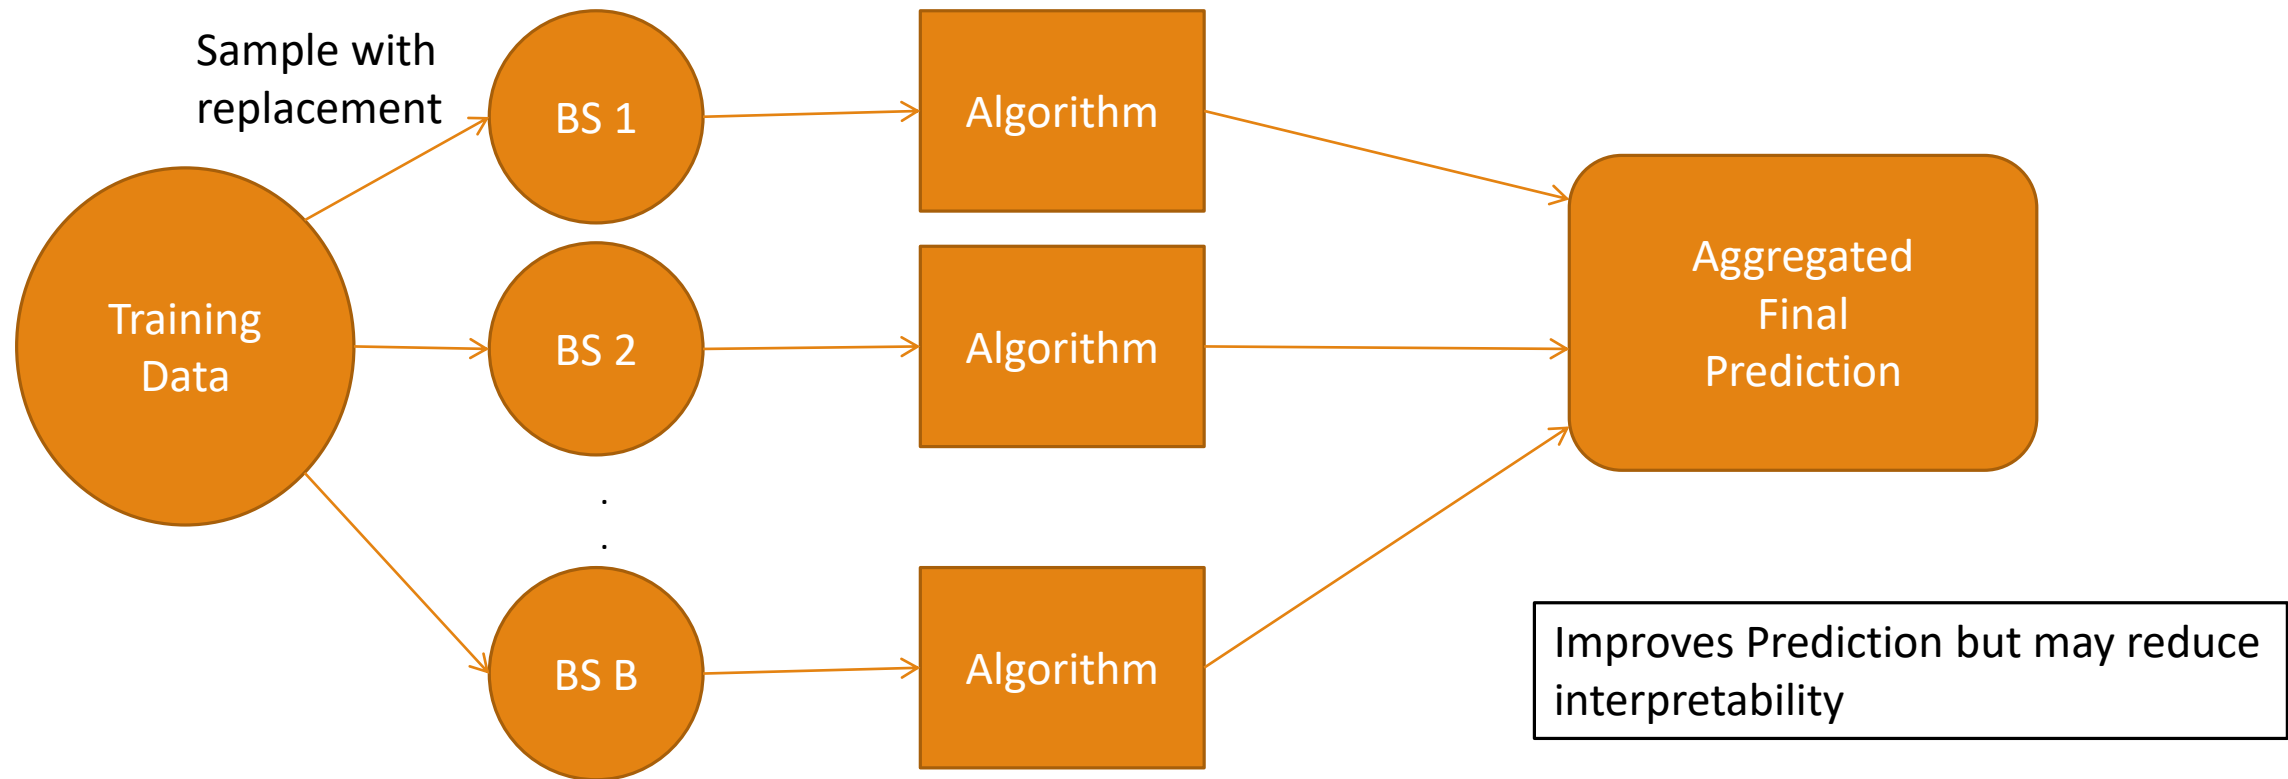 Sample with
replacement
BS 1
Algorithm
Training
Data
BS 2
Algorithm
Aggregated
Final
Prediction
.
.
BS B
Algorithm
Improves Prediction but may reduce
interpretability